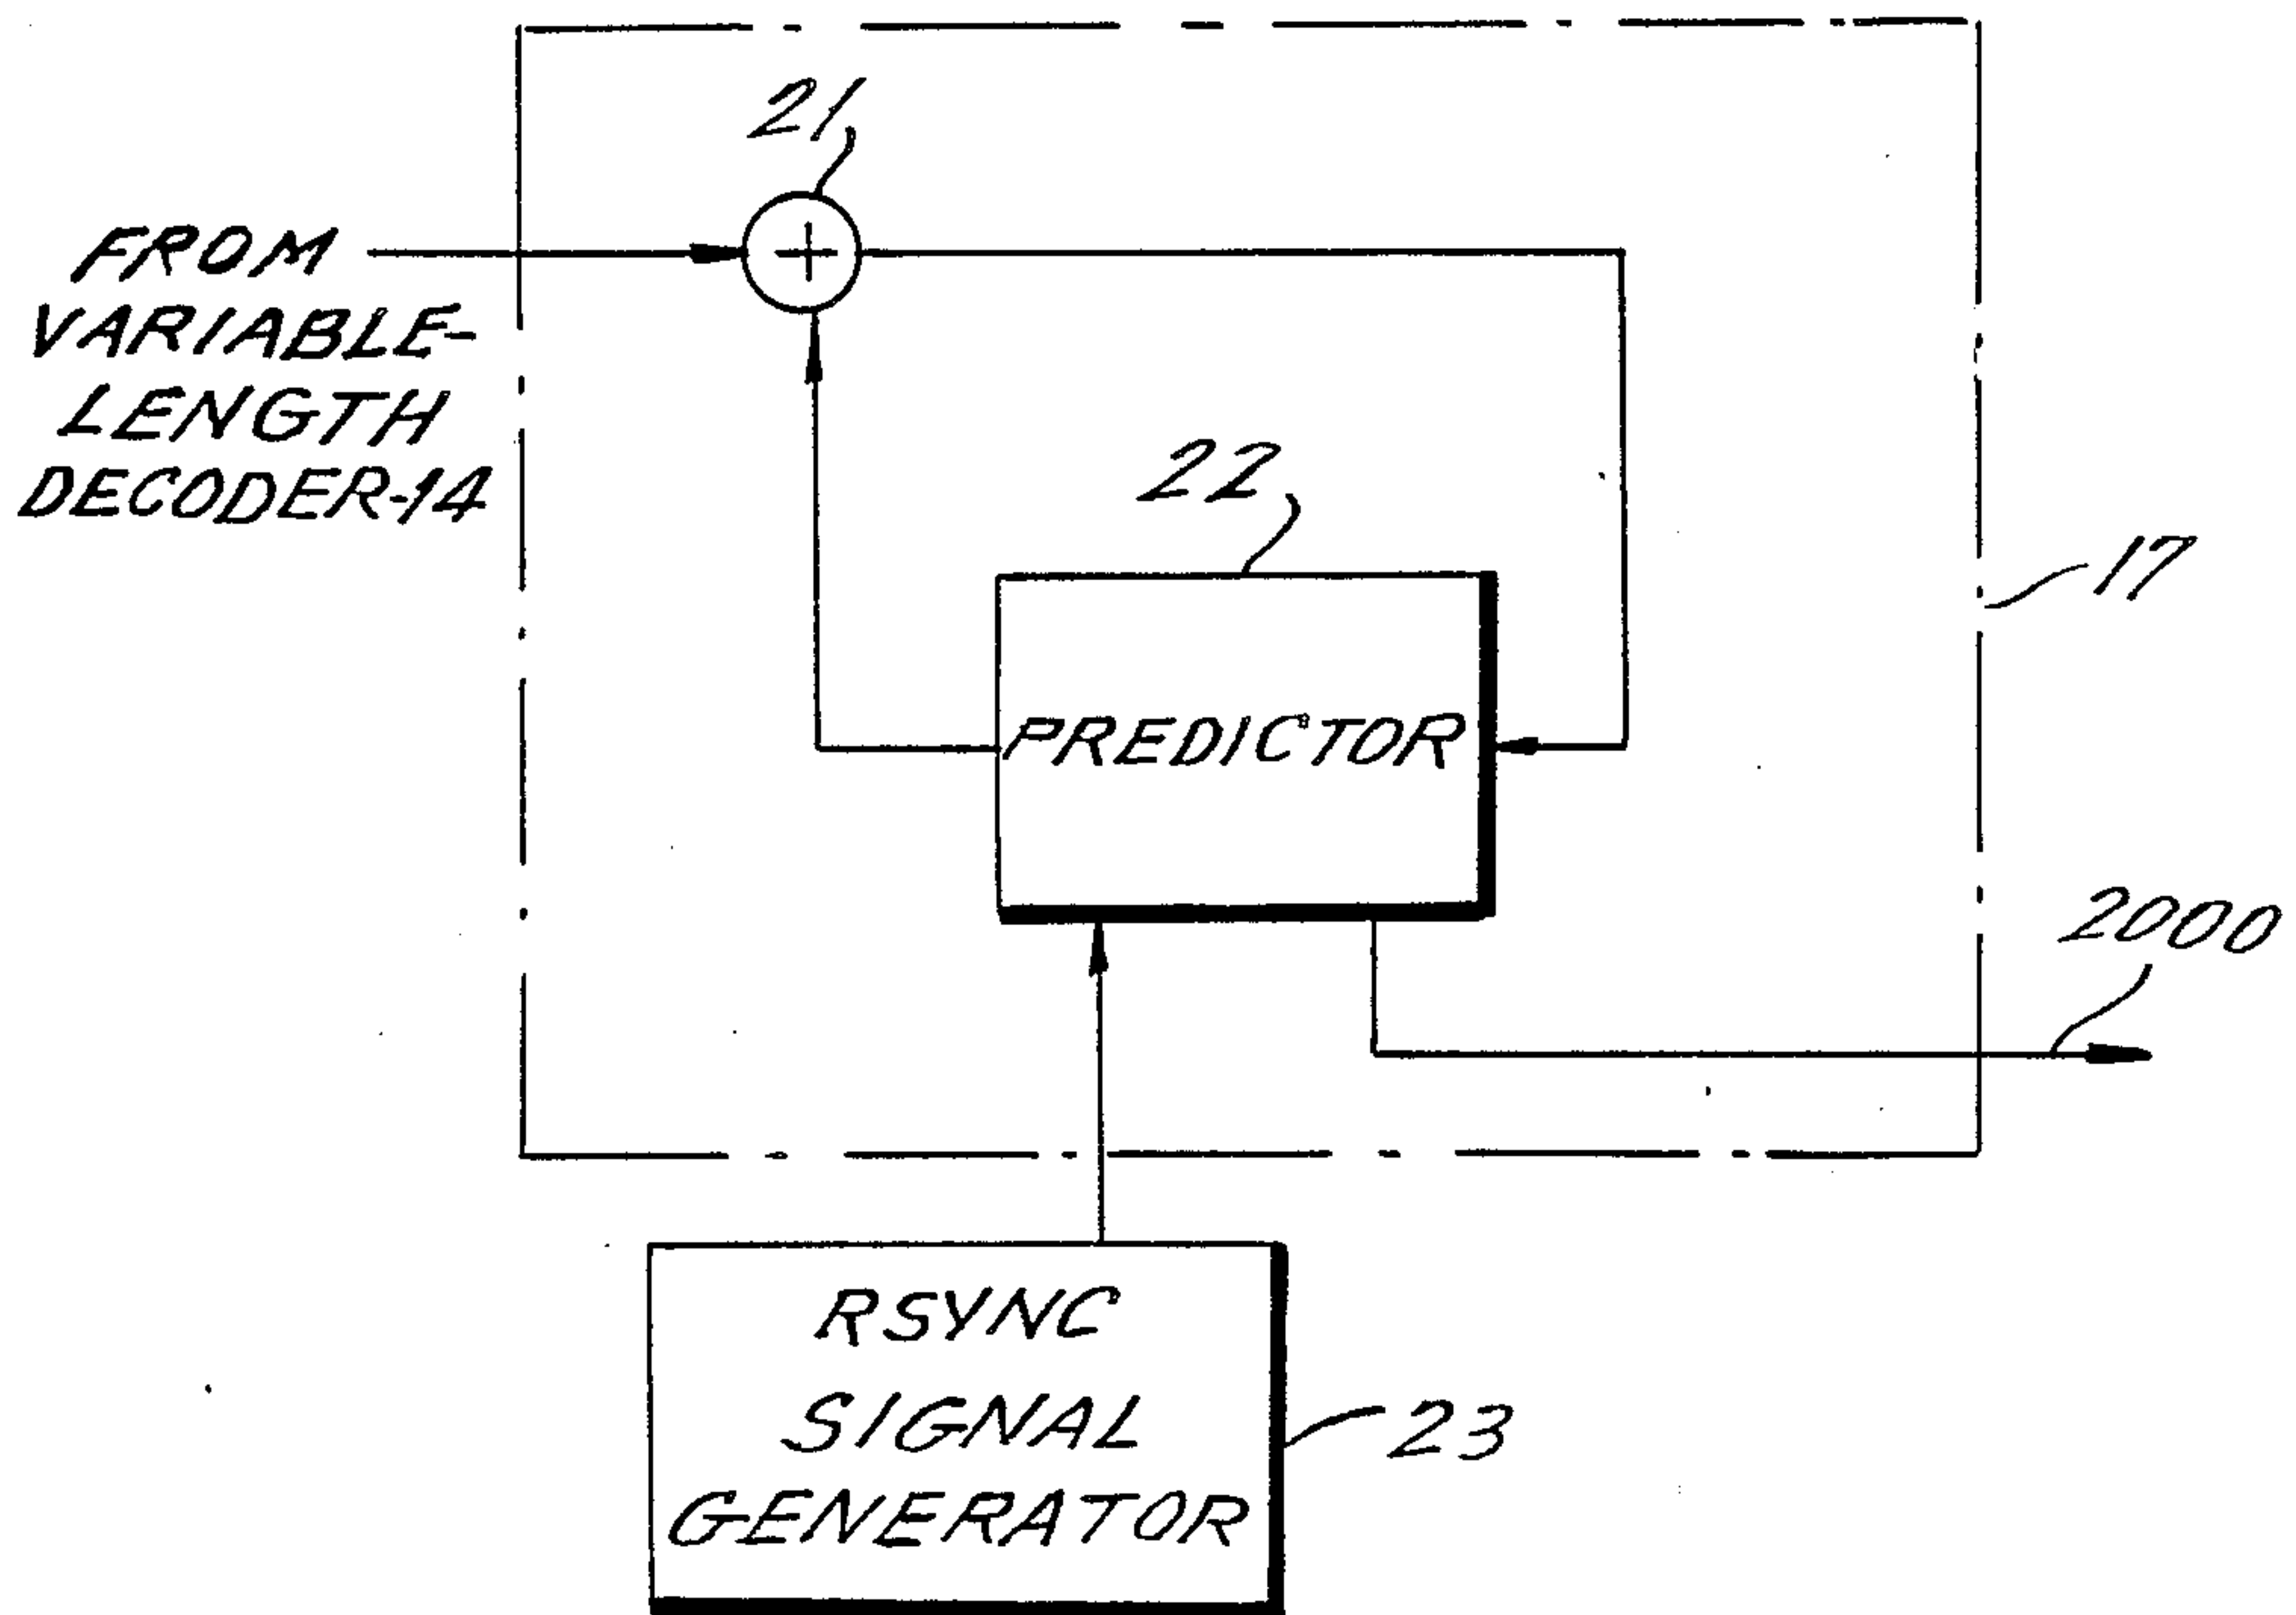 21
FROM
VARIABLE-
LENGTH
DECODER-14
+
22
17
PREDICTOR
2000
RSYNC
SIGNAL
GENERATOR
23